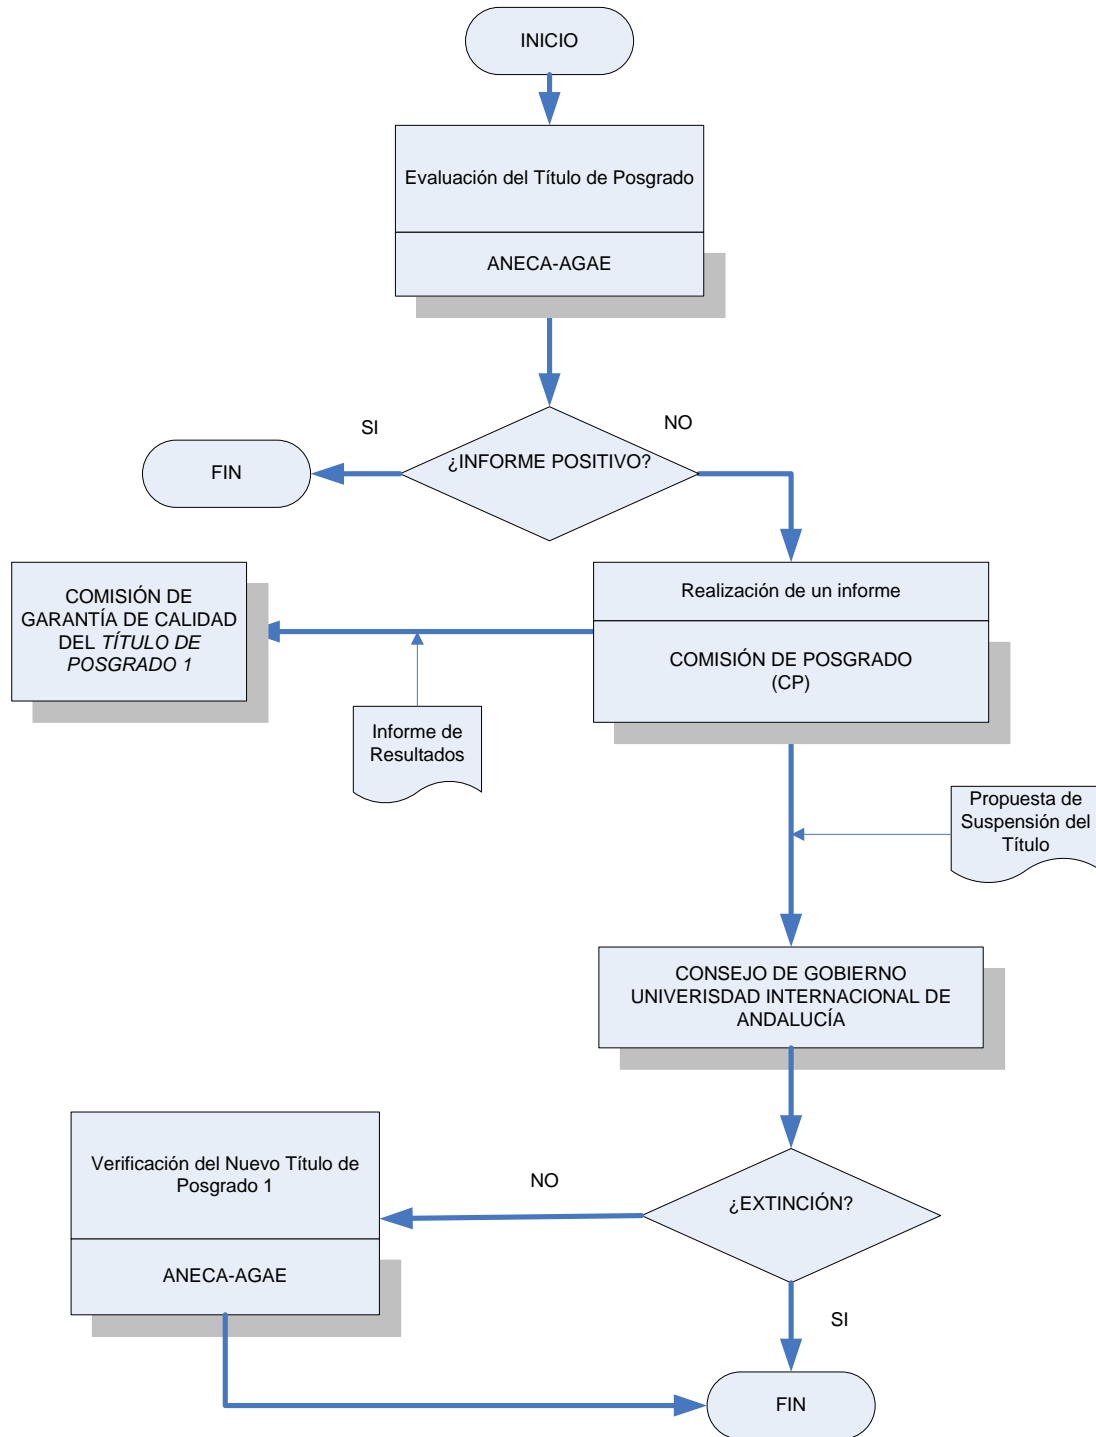 INICIO
Evaluación del Título de Posgrado
ANECA-AGAE
SI
NO
¿INFORME POSITIVO?
FIN
COMISIÓN DE
GARANTÍA DE CALIDAD
DEL TÍTULO DE
POSGRADO 1
Realización de un informe
COMISIÓN DE POSGRADO
(CP)
Informe de
Resultados
Propuesta de
Suspensión del
Título
CONSEJO DE GOBIERNO
UNIVERISDAD INTERNACIONAL DE
ANDALUCÍA
Verificación del Nuevo Título de
Posgrado 1
ANECA-AGAE
NO
¿EXTINCIÓN?
SI
FIN